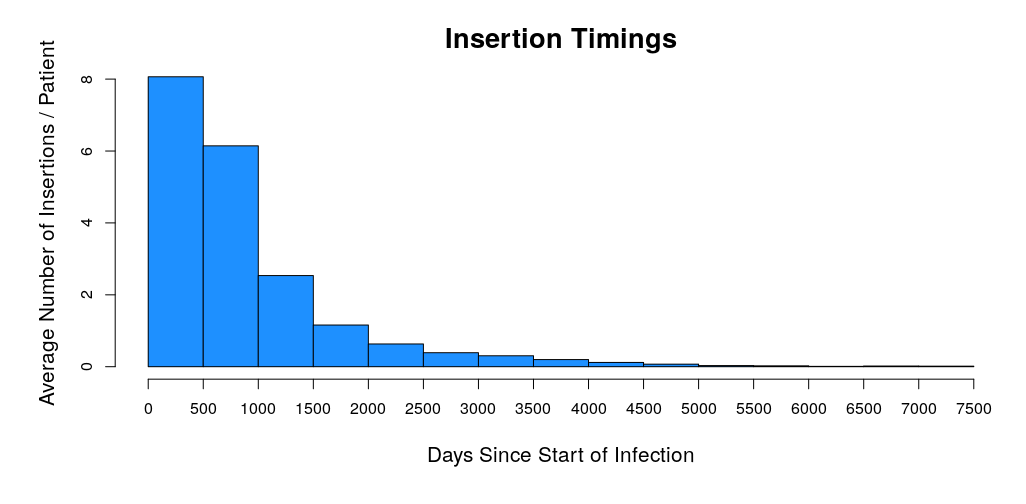 Insertion Timings
Average Number of Insertions / Patient
8
6
4
2
0
0 500 1000 1500 2000 2500 3000 3500 4000 4500 5000 5500 6000 6500 7000 7500
Days Since Start of Infection